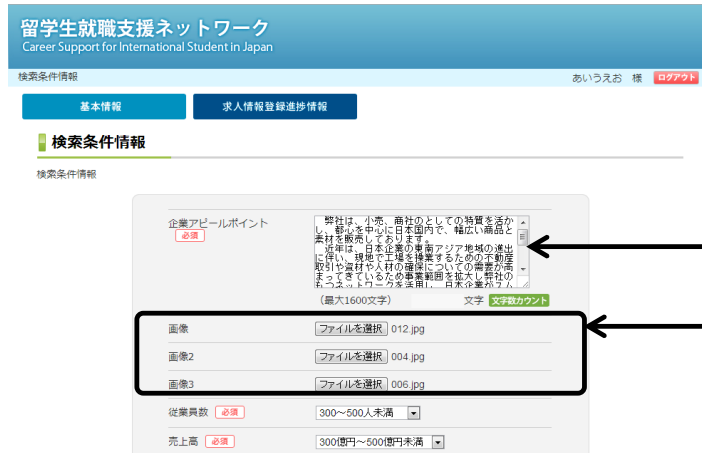 留学生就職支援ネットワーク
Career Support for International Student in Japan
検索条件情報
あいうえお 様 ログアウト
基本情報 求人情報登録進捗情報
検索条件情報
検索条件情報
企業アピールポイント
必須
弊社は、小売、商社のとしての特質を活か
し、都心を中心に日本国内で、幅広い商品と
素材を販売しております。
近年は、日本企業の東南アジア地域の進出
に伴い、現地で工場を操業するための不動産
取引や資材や人材の確保についての需要が高
まってきているため事業範囲を拡大し弊社の
もつネットワークを活用し、日本企業がスム
(最大1600文字) 文字 文字数カウント
画像 ファイルを選択 012.jpg
画像2 ファイルを選択 004.jpg
画像3 ファイルを選択 006.jpg
従業員数 必須 300～500人未満
売上高 必須 300億円～500億円未満